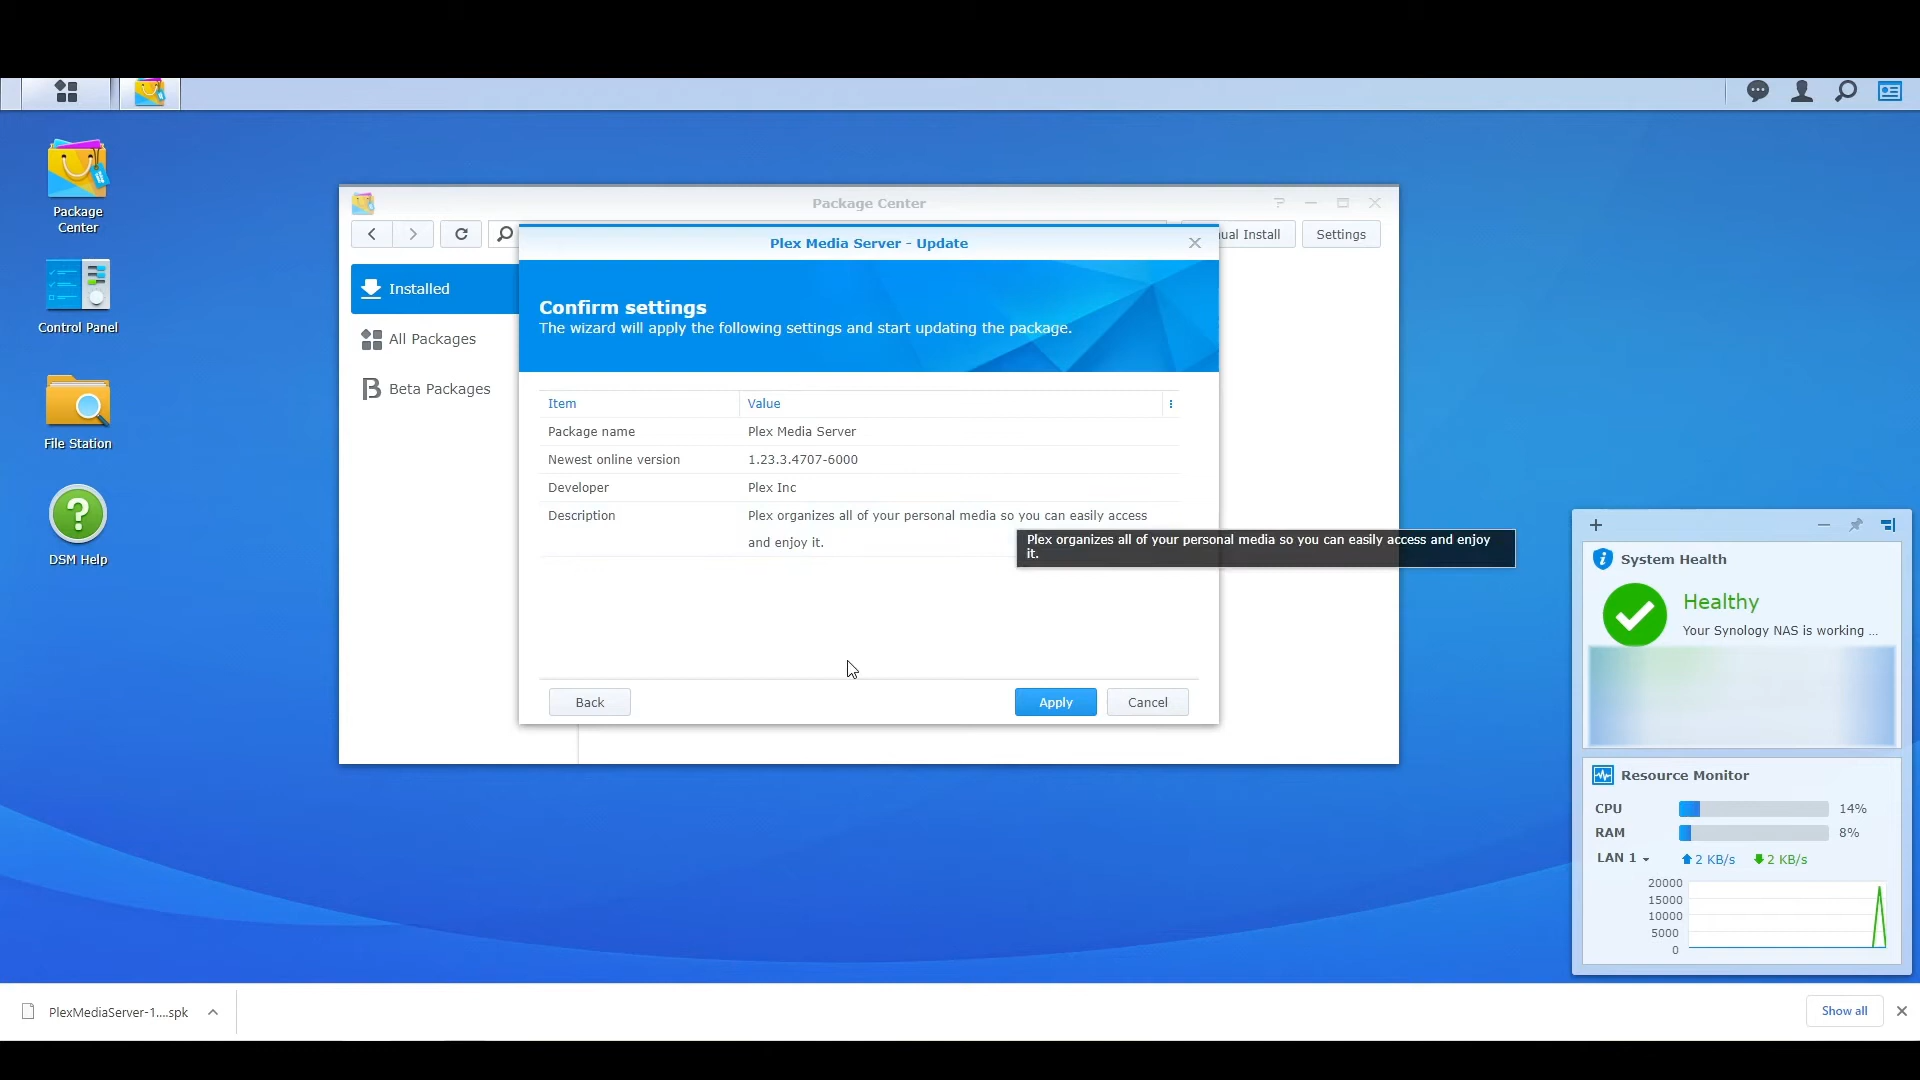 Package
Center
Control Panel
File Station
DSM Help
Package Center
ual Install
Settings
Installed
All Packages
Beta Packages
Plex Media Server - Update
Confirm settings
The wizard will apply the following settings and start updating the package.
Item Value
Package name Plex Media Server
Newest online version 1.23.3.4707-6000
Developer Plex Inc
Description Plex organizes all of your personal media so you can easily access
and enjoy it.
Plex organizes all of your personal media so you can easily access and enjoy
it.
Back Apply Cancel
System Health
Healthy
Your Synology NAS is working ...
Resource Monitor
CPU 14%
RAM 8%
LAN 1 2 KB/s 2 KB/s
20000
15000
10000
5000
0
PlexMediaServer-1....spk
Show all